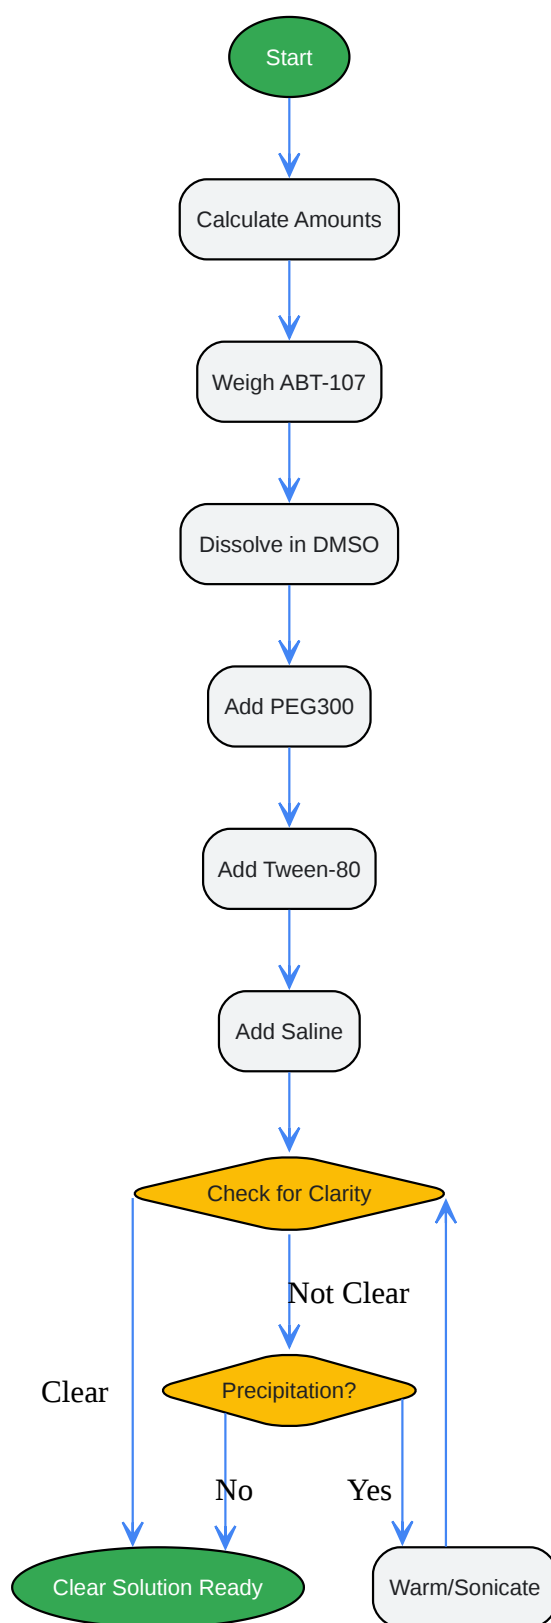 Start
Calculate Amounts
Weigh ABT-107
Dissolve in DMSO
Add PEG300
Add Tween-80
Add Saline
Check for Clarity
Not Clear
Precipitation?
Clear
No
Yes
Clear Solution Ready
Warm/Sonicate